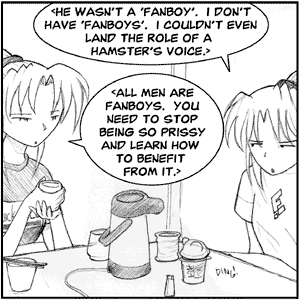 <HE WASN'T A 'FANBOY'. I DON'T
HAVE 'FANBOYS'. I COULDN'T EVEN
LAND THE ROLE OF A
HAMSTER'S VOICE.>
<ALL MEN ARE
FANBOYS. YOU
NEED TO STOP
BEING SO PRISSY
AND LEARN HOW
TO BENEFIT
FROM IT.>
E
DING